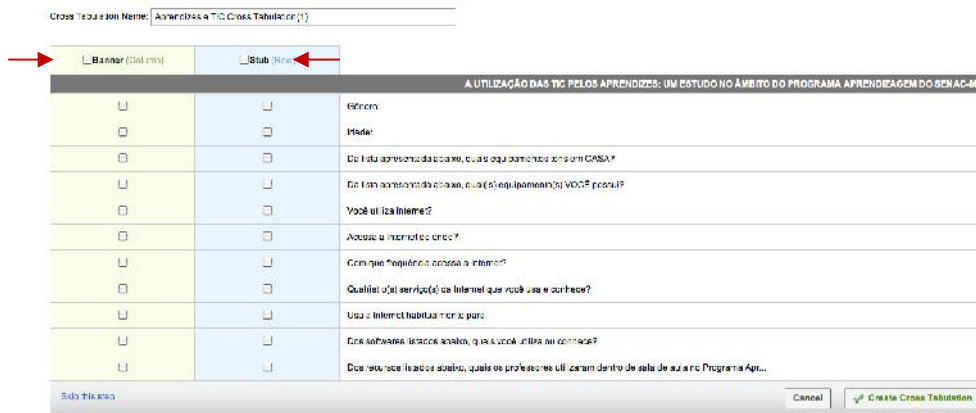 Cross Tabulation Name: Aprendizes e TIC Cross Tabulation(1)
Banner (Column) Stub (Row)
A UTILIZAÇÃO DAS TIC PELOS APRENDIZES: UM ESTUDO NO ÂMBITO DO PROGRAMA APRENDIZAGEM DO SENAC-M
Gênero:
Idade:
Da lista apresentada abaixo, quais equipamentos tens em CASA?
Da lista apresentada abaixo, qual(is) equipamento(s) VOCÊ possui?
Você utiliza Internet?
Acessa a Internet de onde?
Com que frequência acessa a Internet?
Qual(is) o(s) serviço(s) da Internet que você usa e conhece?
Usa a Internet habitualmente para:
Dos softwares listados abaixo, quais você utiliza ou conhece?
Dos recursos listados abaixo, quais os professores utilizaram dentro de sala de aula no Programa Apr...
Skip this step Cancel Create Cross Tabulation